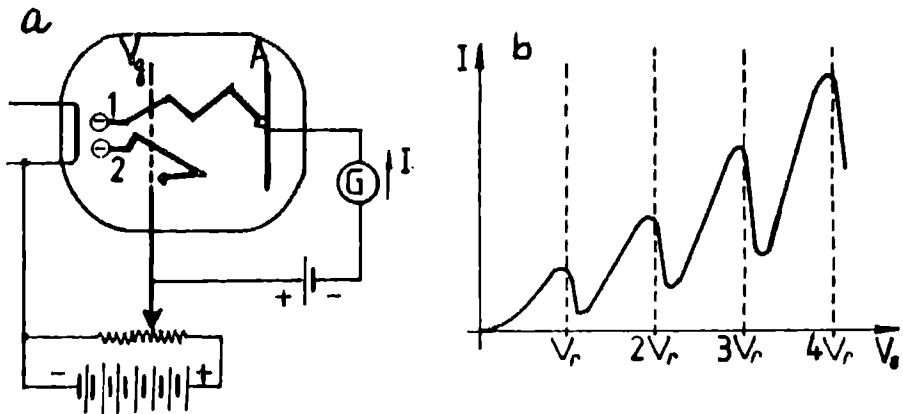 a
V_g
A
1
2
G
I
+ -
- +
b
I
V_r 2V_r 3V_r 4V_r V_g